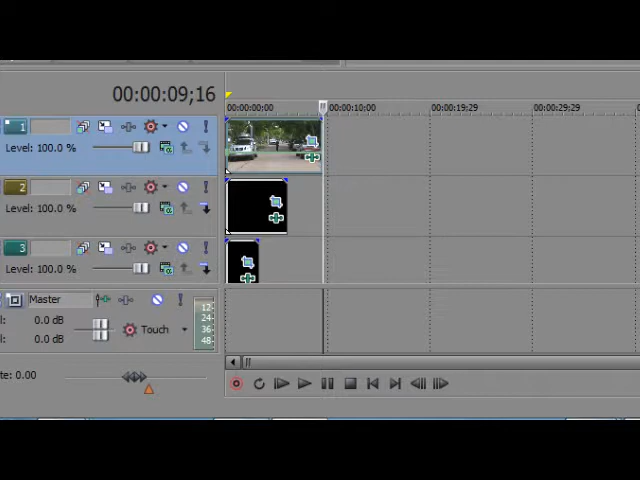 00:00:09;16
00:00:00;00 00:00:10;00 00:00:19;29 00:00:29;29
1
Level: 100.0 %
2
Level: 100.0 %
3
Level: 100.0 %
Master
0.0 dB
0.0 dB
Touch
12
24
36
48
te: 0.00